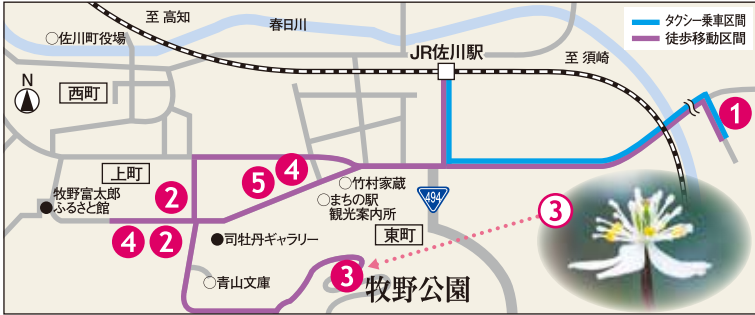 至 高知
春日川
タクシー乗車区間
徒歩移動区間
佐川町役場
JR佐川駅
至 須崎
N
西町
1
上町
2
5
4
3
竹村家蔵
494
牧野富太郎
ふるさと館
まちの駅
観光案内所
4
2
司牡丹ギャラリー
東町
青山文庫
3
牧野公園